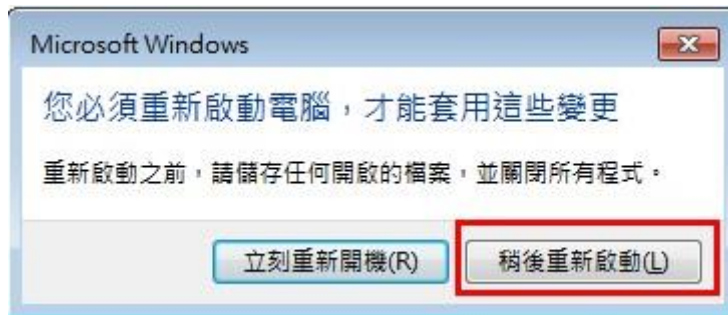 Microsoft Windows
您必須重新啟動電腦，才能套用這些變更
重新啟動之前，請儲存任何開啟的檔案，並關閉所有程式。
立刻重新開機(R)
稍後重新啟動(L)